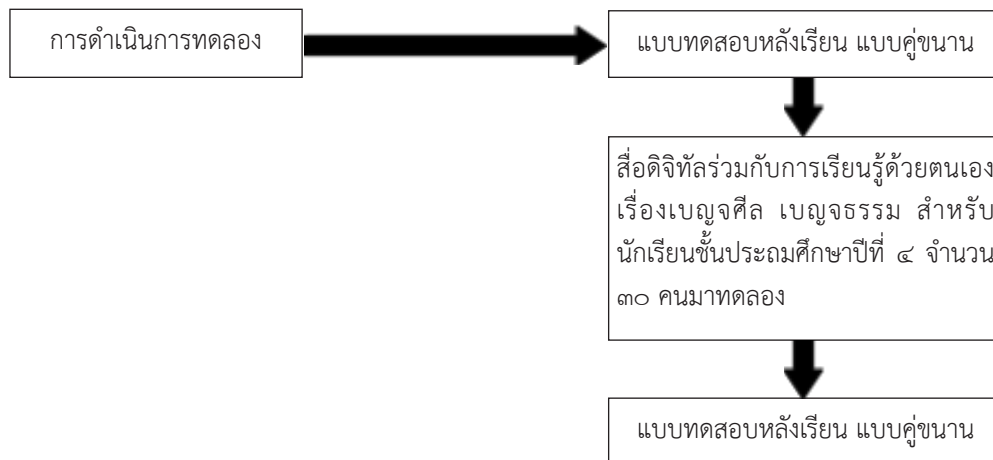 การดำเนินการทดลอง
แบบทดสอบหลังเรียน แบบคู่ขนาน
สื่อดิจิทัลร่วมกับการเรียนรู้ด้วยตนเอง
เรื่องเบญจศีล เบญจธรรม สำหรับ
นักเรียนชั้นประถมศึกษาปีที่ ๔ จำนวน
๓๐ คนมาทดลอง
แบบทดสอบหลังเรียน แบบคู่ขนาน